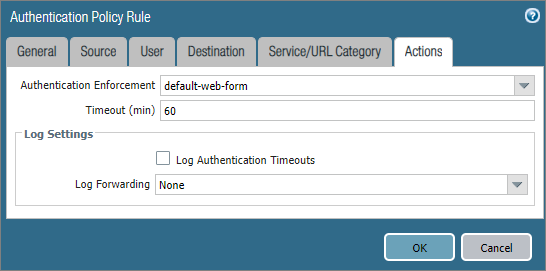 Authentication Policy Rule
General Source User Destination Service/URL Category Actions
Authentication Enforcement default-web-form
Timeout (min) 60
Log Settings
Log Authentication Timeouts
Log Forwarding None
OK Cancel